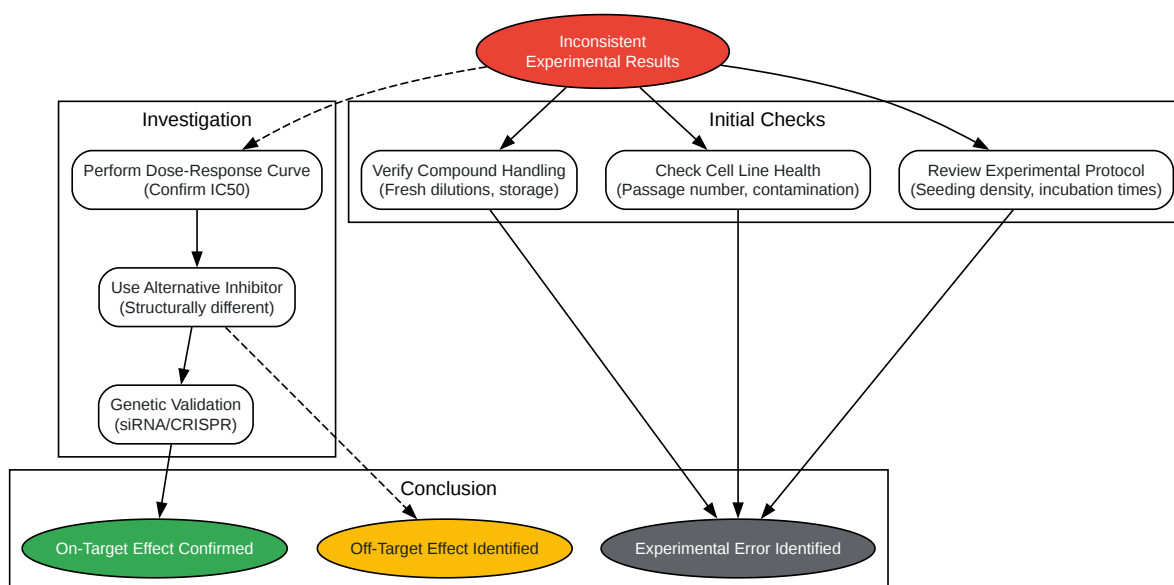 Inconsistent
Experimental Results
Investigation
Initial Checks
Perform Dose-Response Curve
(Confirm IC50)
Verify Compound Handling
(Fresh dilutions, storage)
Check Cell Line Health
(Passage number, contamination)
Review Experimental Protocol
(Seeding density, incubation times)
Use Alternative Inhibitor
(Structurally different)
Genetic Validation
(siRNA/CRISPR)
Conclusion
On-Target Effect Confirmed
Off-Target Effect Identified
Experimental Error Identified